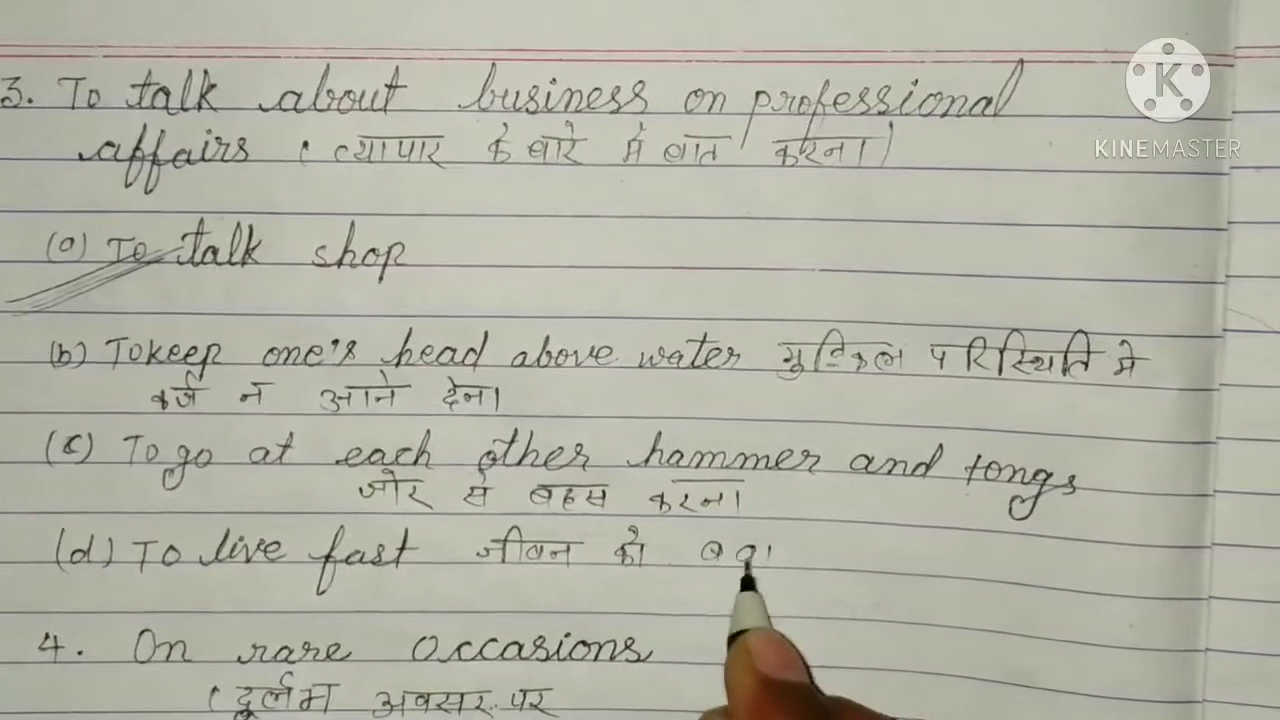 3. To talk about business on professional
affairs (व्यापार के बारे मे बात करना।)
(a) To talk shop
(b) To keep one's head above water मुश्किल परिस्थिति मे
कर्ज न आने देना।
(c) To go at each other hammer and tongs
जोर से बहस करना।
(d) To live fast जीवन को
4. On rare occasions
(दुर्लभ अवसर पर
K
KINEMASTER